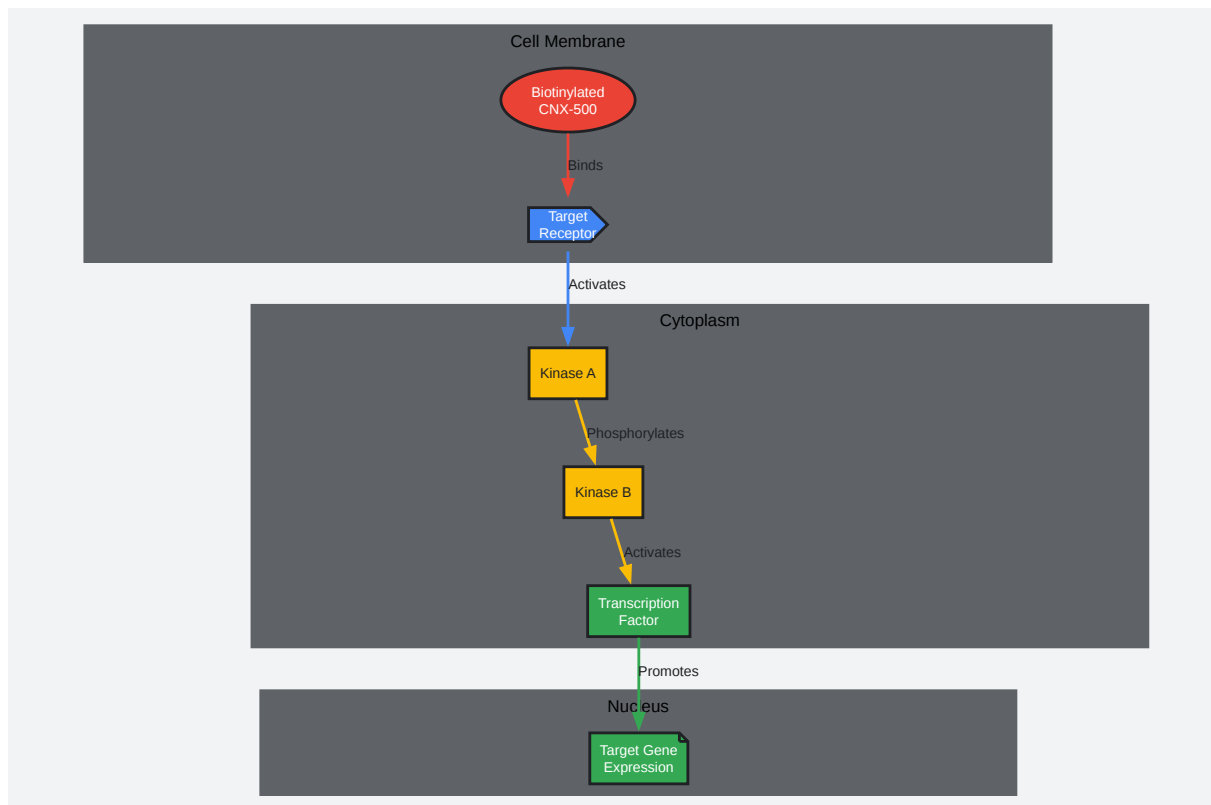 Cell Membrane
Biotinylated
CNX-500
Binds
Target
Receptor
Activates
Cytoplasm
Kinase A
Phosphorylates
Kinase B
Activates
Transcription
Factor
Promotes
Nucleus
Target Gene
Expression